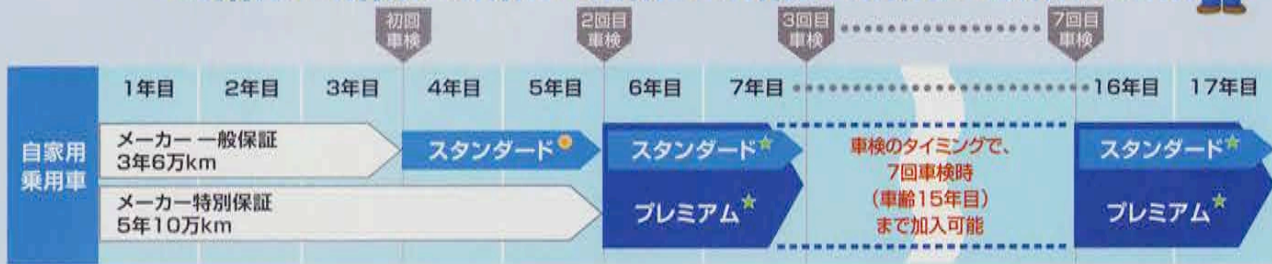 初回
車検
2回目
車検
3回目
車検
7回目
車検
1年目
2年目
3年目
4年目
5年目
6年目
7年目
16年目
17年目
自家用
乗用車
メーカー 一般保証
3年6万km
スタンダード
スタンダード
スタンダード
メーカー特別保証
5年10万km
プレミアム
車検のタイミングで、
7回車検時
(車齢15年目)
まで加入可能
プレミアム